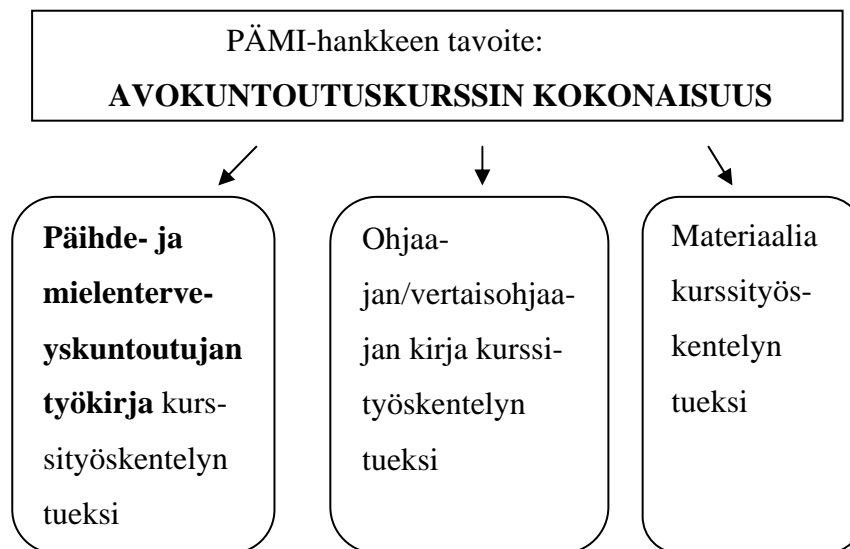 PÄMI-hankkeen tavoite:
AVOKUNTOUTUSKURSSIN KOKONAISUUS
Päihde- ja
mielenterve-
yskuntoutujan
työkirja kurs-
sityöskentelyn
tueksi
Ohjaa-
jan/vertaisohjaa-
jan kirja kurssi-
työskentelyn
tueksi
Materiaalia
kurssityös-
kentelyn
tueksi